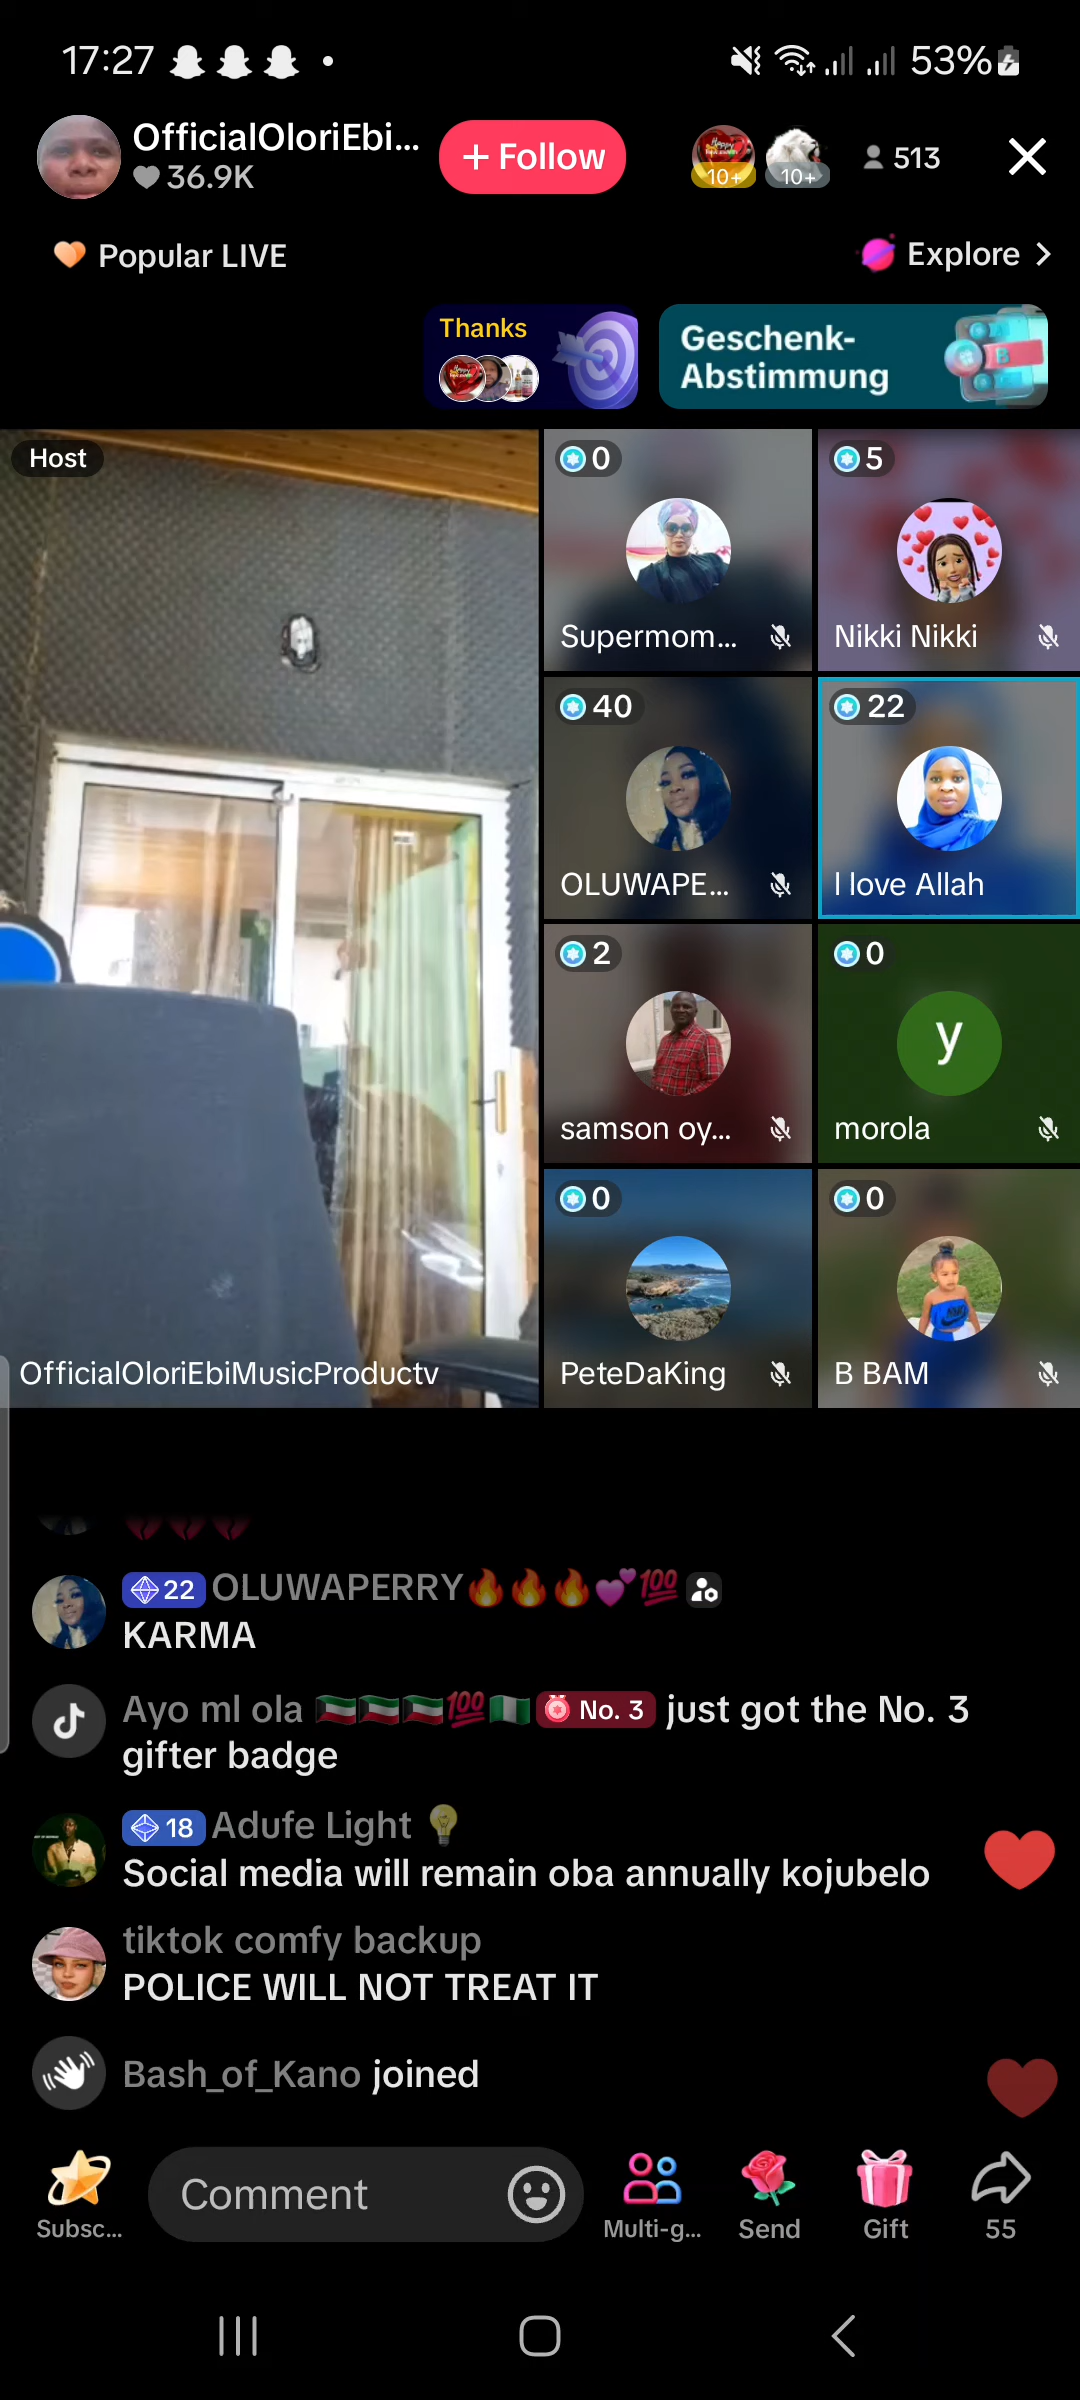 17:27
53%
OfficialOloriEbi...
36.9K
+ Follow
10+
10+
513
Popular LIVE
Explore
Thanks
Geschenk-
Abstimmung
Host
0
5
Supermom...
Nikki Nikki
40
22
OLUWAPE...
I love Allah
2
0
y
samson oy...
morola
0
0
OfficialOloriEbiMusicProductv
PeteDaKing
B BAM
22 OLUWAPERRY🔥🔥🔥💕💯
KARMA
Ayo ml ola 🇰🇼🇰🇼🇰🇼💯🇳🇬 No. 3 just got the No. 3
gifter badge
18 Adufe Light 💡
Social media will remain oba annually kojubelo
tiktok comfy backup
POLICE WILL NOT TREAT IT
Bash_of_Kano joined
Comment
Subsc...
Multi-g...
Send
Gift
55